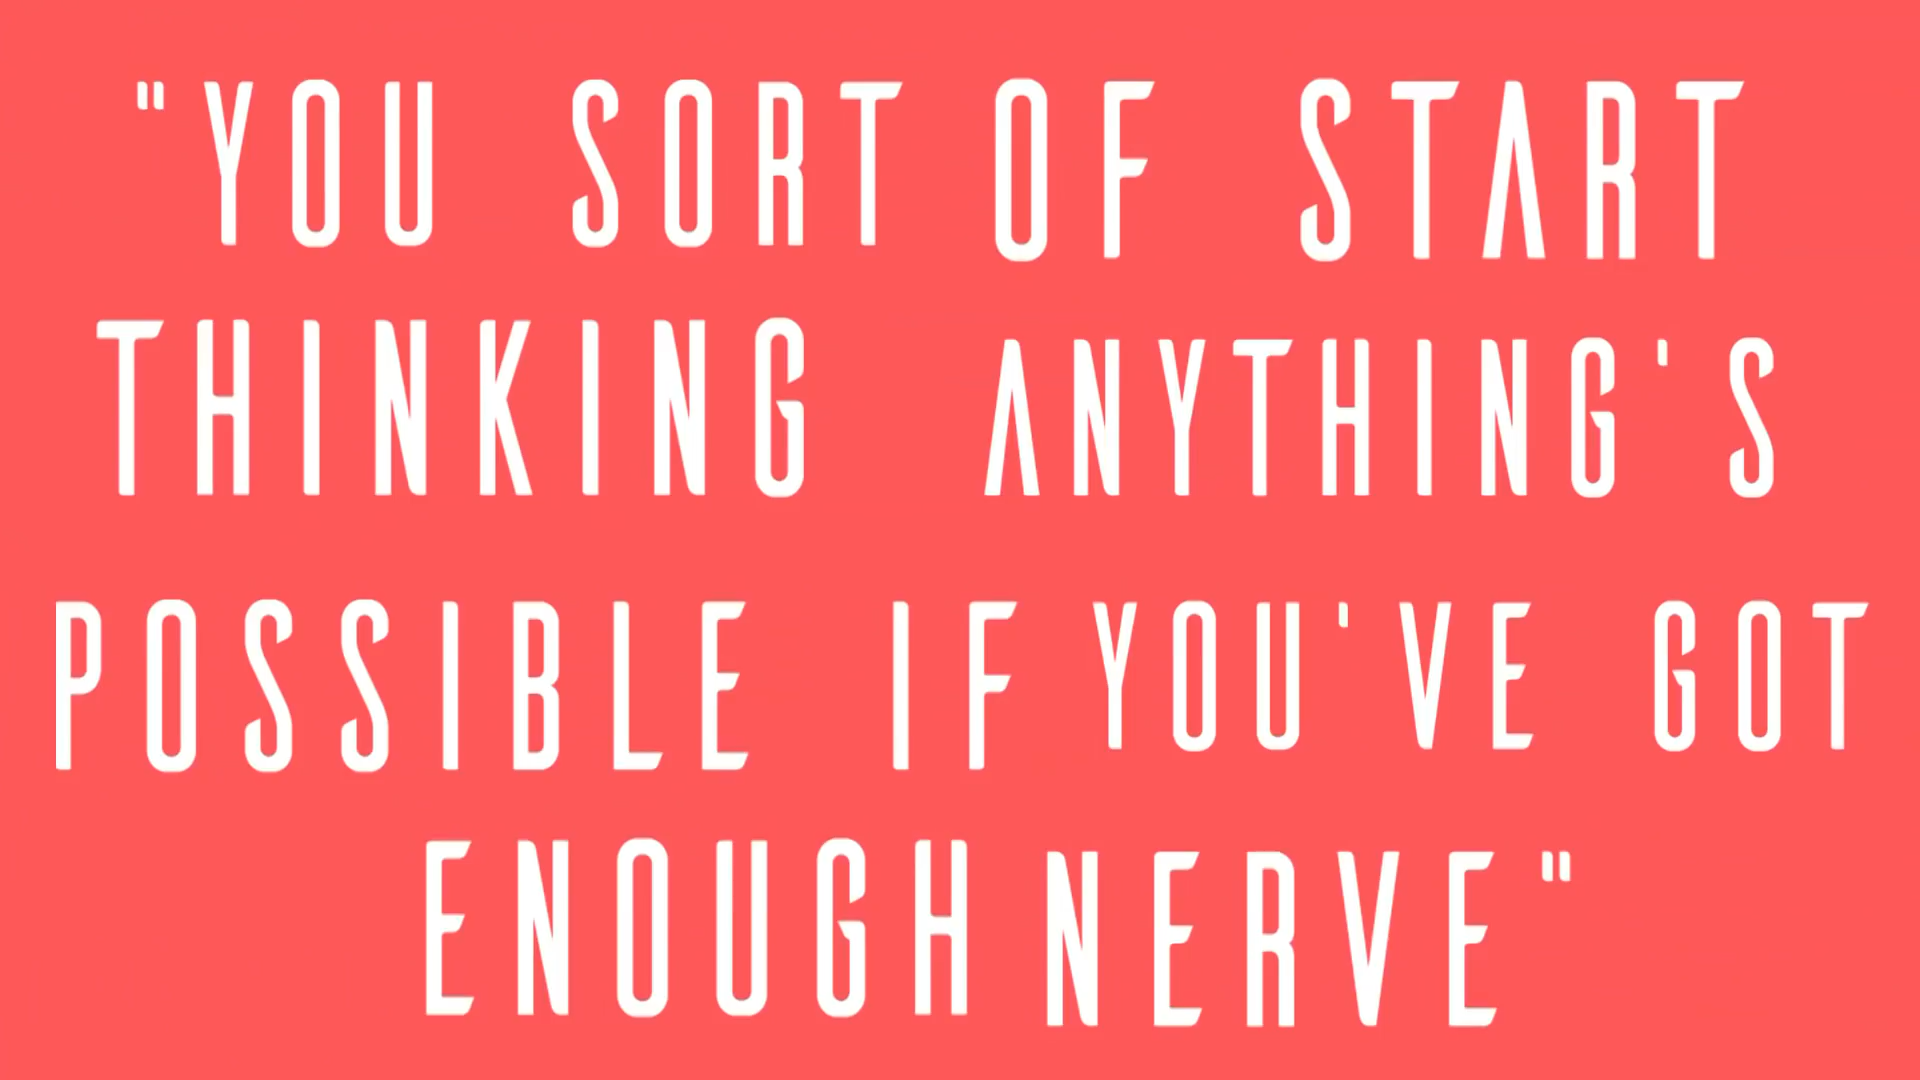 "YOU SORT OF START
THINKING ANYTHING'S
POSSIBLE IF YOU'VE GOT
ENOUGH NERVE"